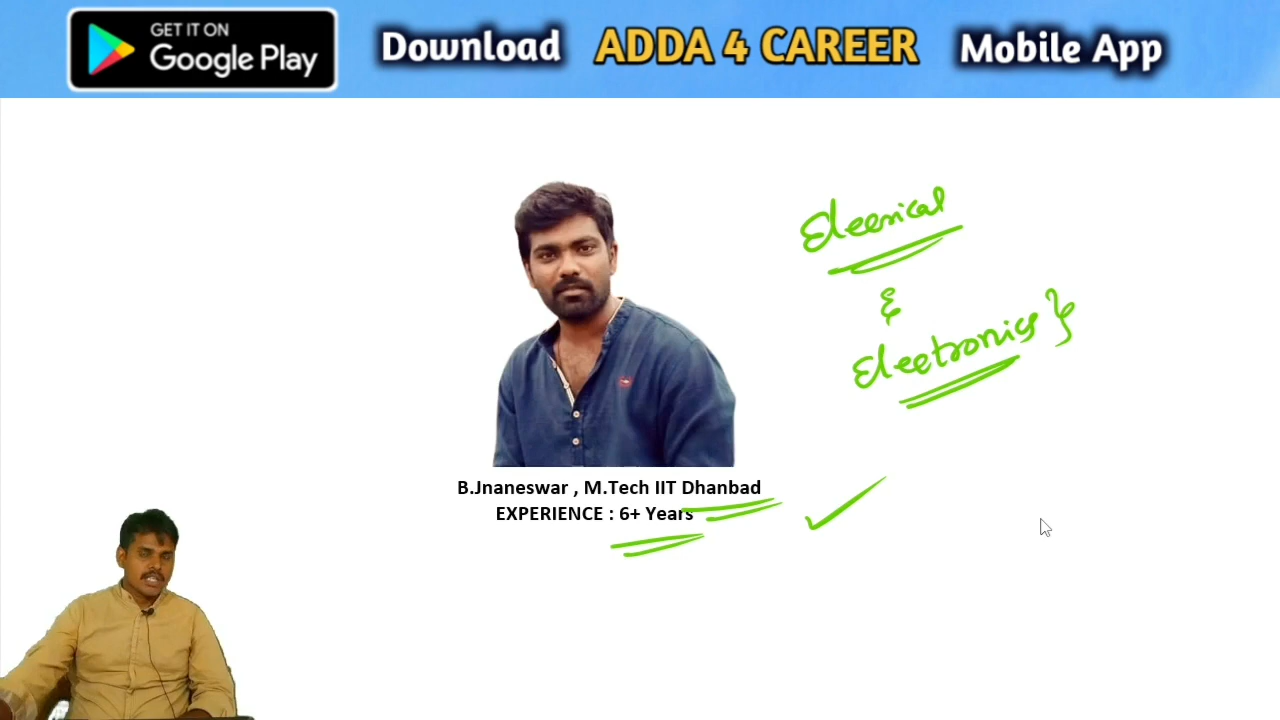 GET IT ON
Google Play
Download ADDA 4 CAREER Mobile App
Eleerical
&
Eleetronics}
B.Jnaneswar , M.Tech IIT Dhanbad
EXPERIENCE : 6+ Years